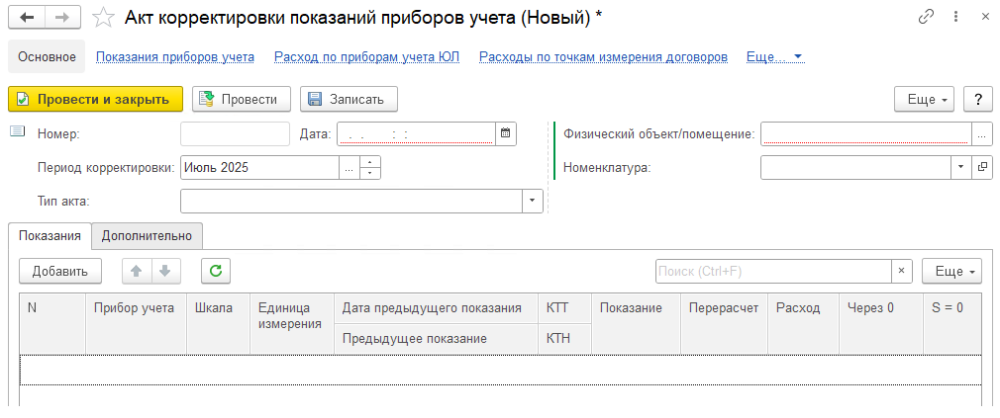 Акт корректировки показаний приборов учета (Новый) *
Основное Показания приборов учета Расход по приборам учета ЮЛ Расходы по точкам измерения договоров Еще...
Провести и закрыть Провести Записать Еще ?
Номер: Дата: . . : : Физический объект/помещение: ...
Период корректировки: Июль 2025 ... Номенклатура:
Тип акта:
Показания Дополнительно
Добавить Поиск (Ctrl+F) × Еще
N Прибор учета Шкала Единица измерения Дата предыдущего показания КТТ Показание Перерасчет Расход Через 0 S = 0
Предыдущее показание КТН